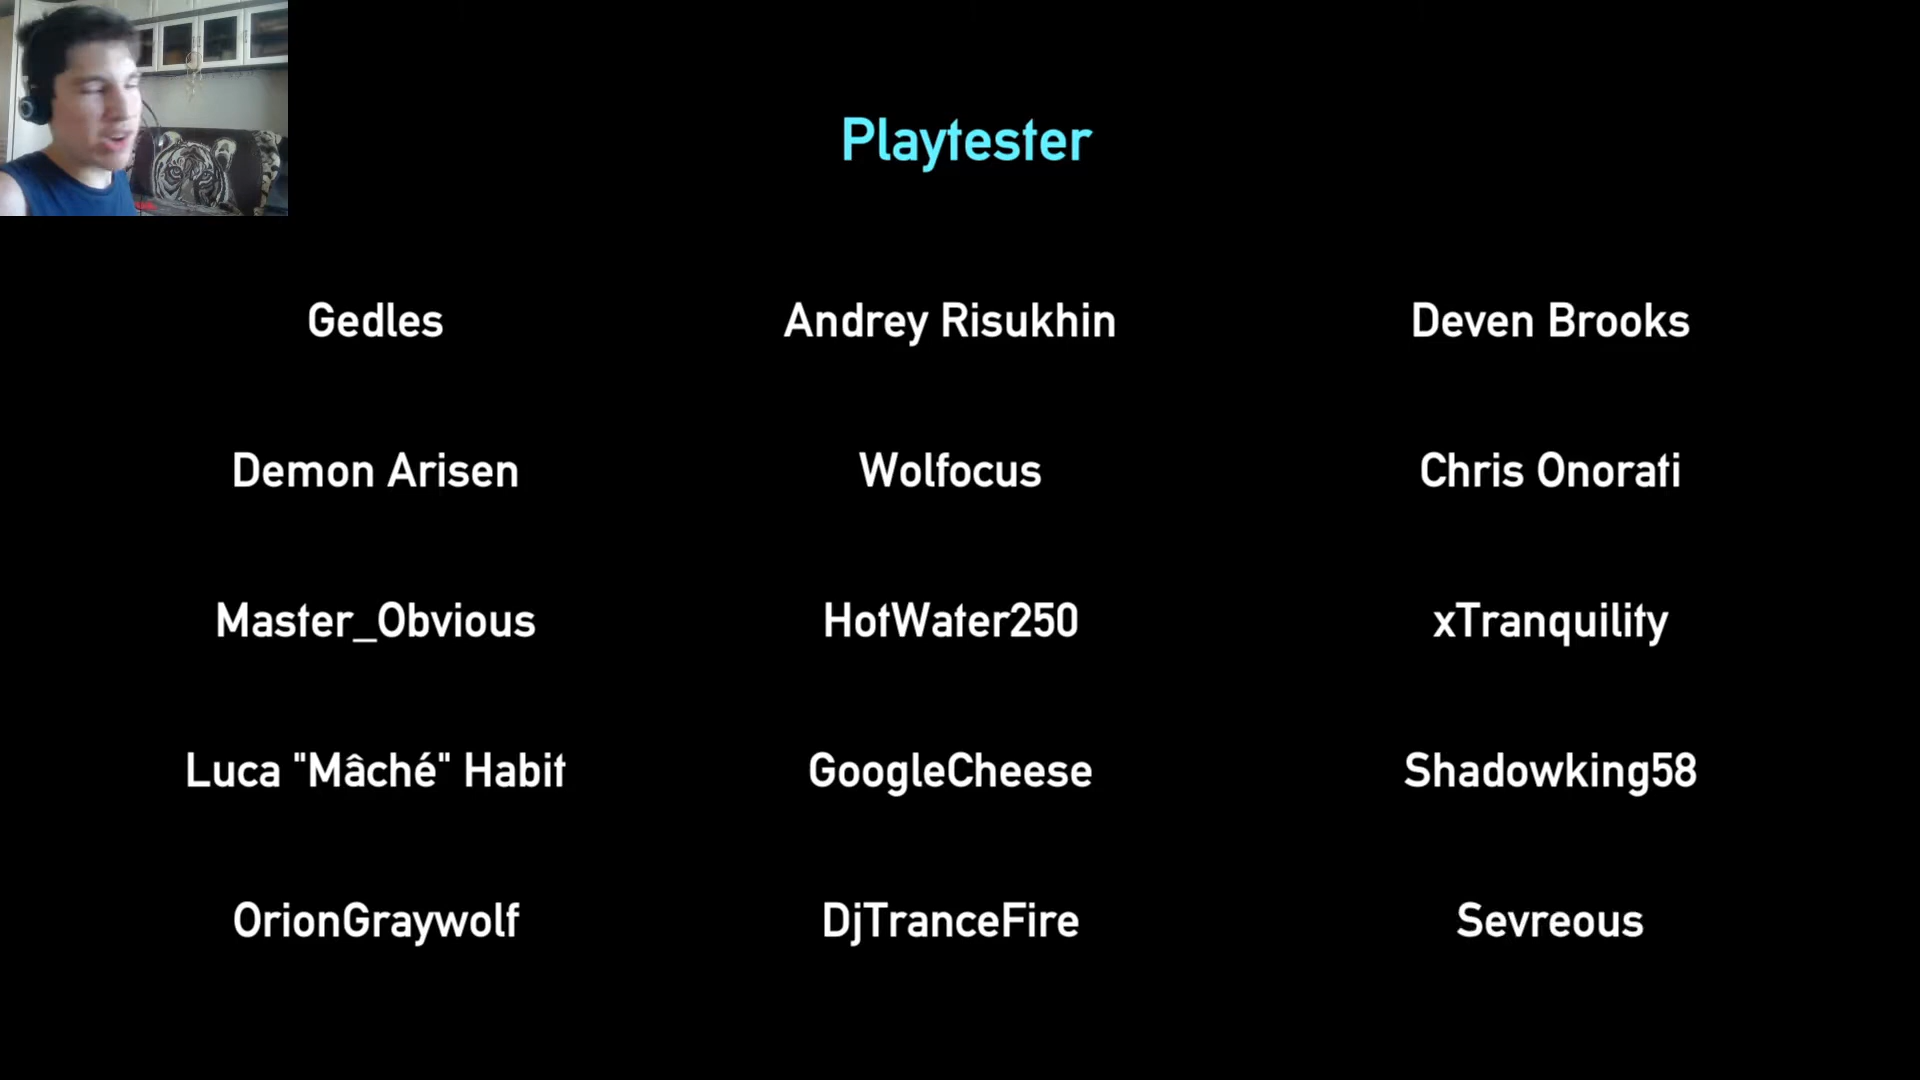 Playtester
Gedles Andrey Risukhin Deven Brooks
Demon Arisen Wolfocus Chris Onorati
Master_Obvious HotWater250 xTranquility
Luca "Mâché" Habit GoogleCheese Shadowking58
OrionGraywolf DjTranceFire Sevreous